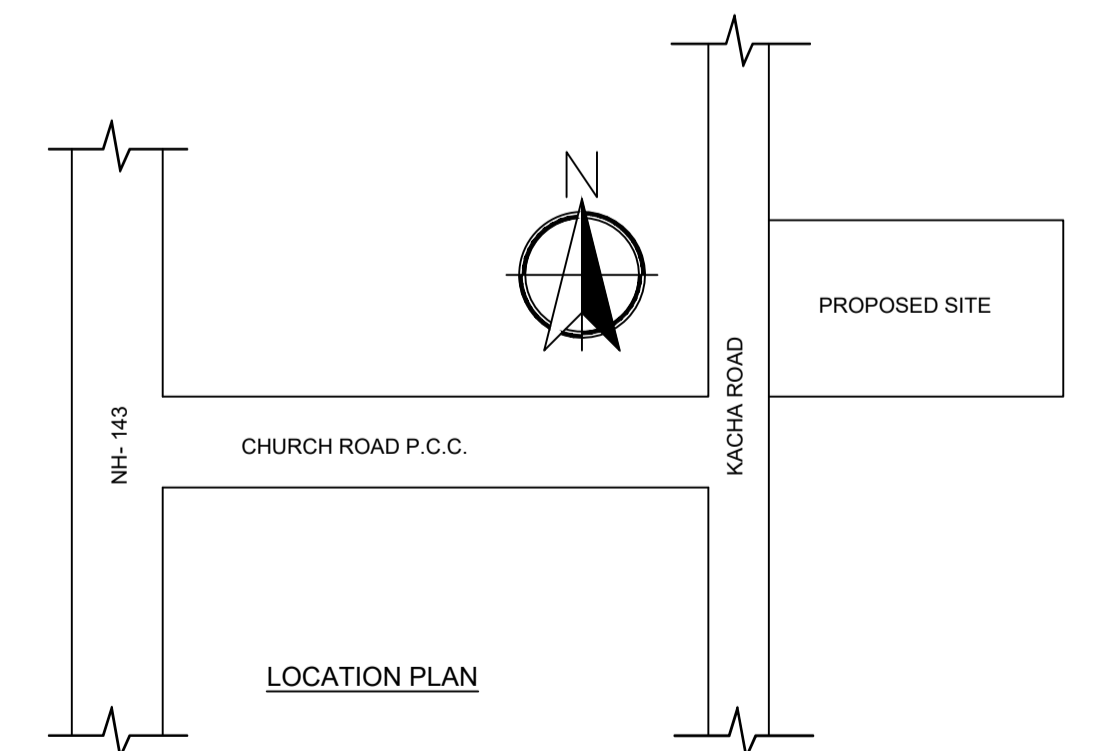 N
PROPOSED SITE
KACHA ROAD
NH- 143
CHURCH ROAD P.C.C.
LOCATION PLAN